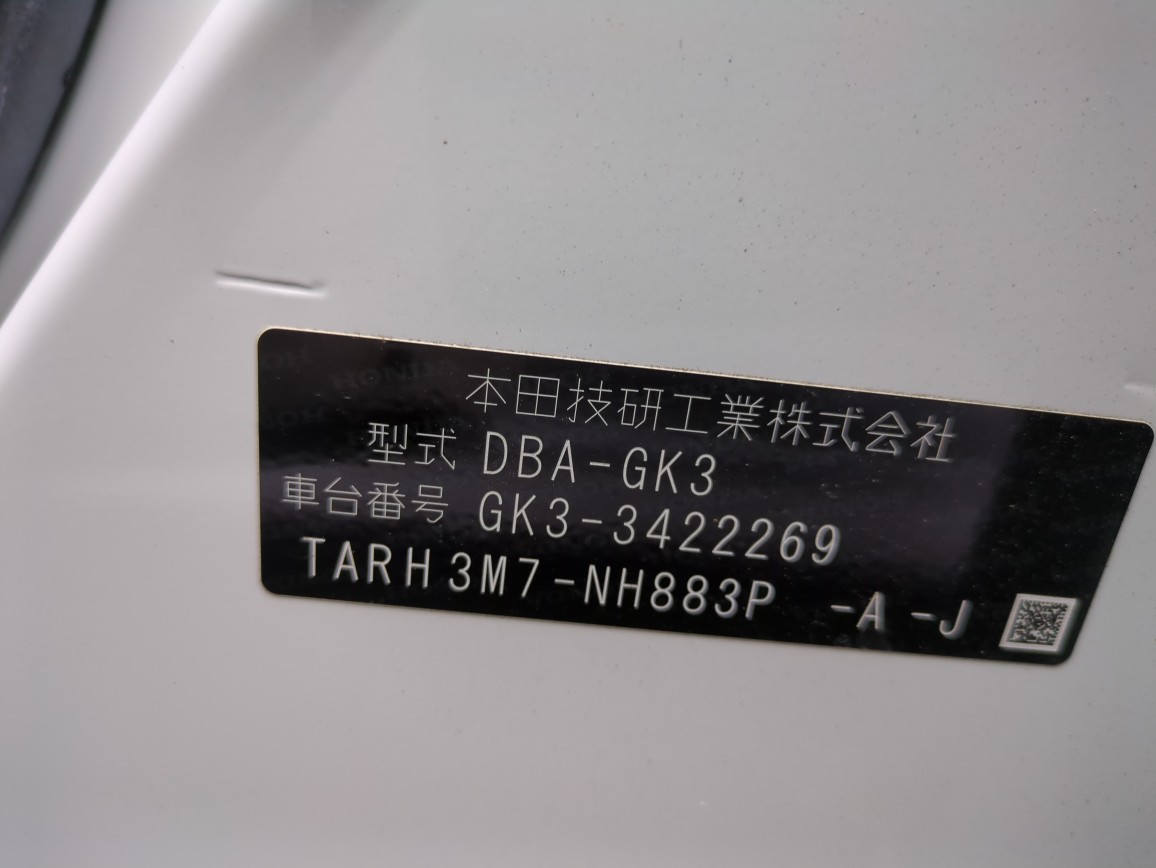 本田技研工業株式会社
型式 DBA-GK3
車台番号 GK3-3422269
TARH3M7-NH883P -A -J